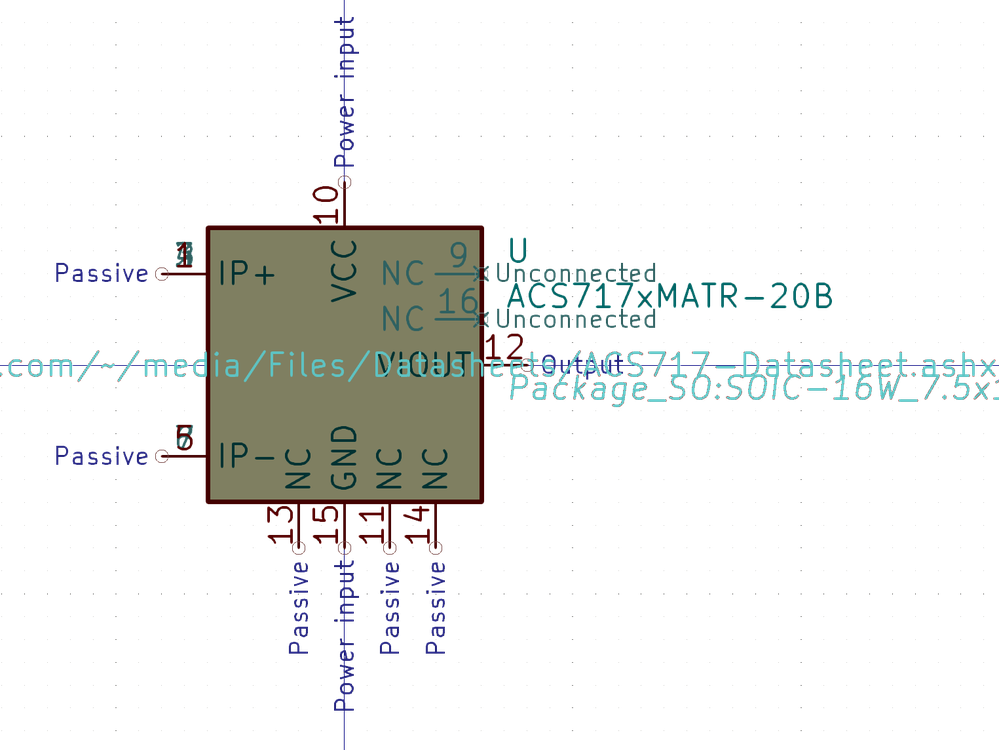 Power input
10
VCC
Passive
IP+
NC
9
Unconnected
U
ACS717xMATR-20B
NC
16
Unconnected
VIOUT
12
Output
.com/~/media/Files/Datasheets/ACS717-Datasheet.ashx
Package_SO:SOIC-16W_7.5x
Passive
IP-
NC
GND
NC
NC
13
15
11
14
Passive
Power input
Passive
Passive